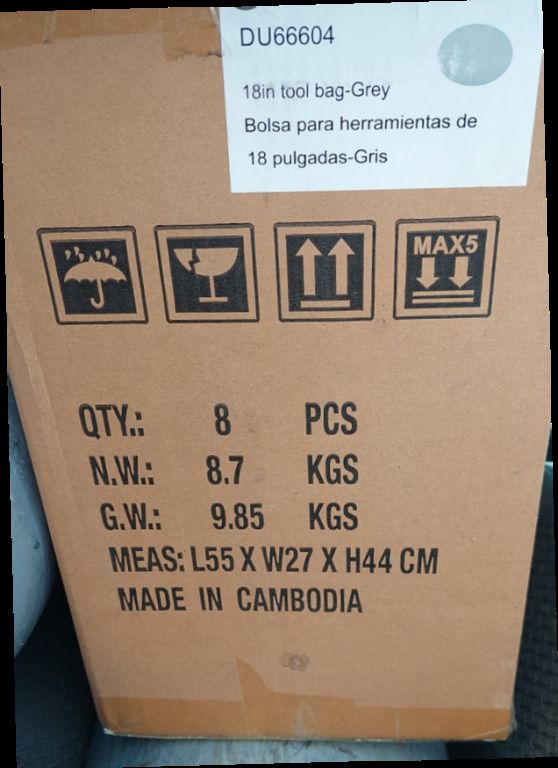 DU66604
18in tool bag-Grey
Bolsa para herramientas de
18 pulgadas-Gris
MAX5
QTY.: 8 PCS
N.W.: 8.7 KGS
G.W.: 9.85 KGS
MEAS: L55 X W27 X H44 CM
MADE IN CAMBODIA